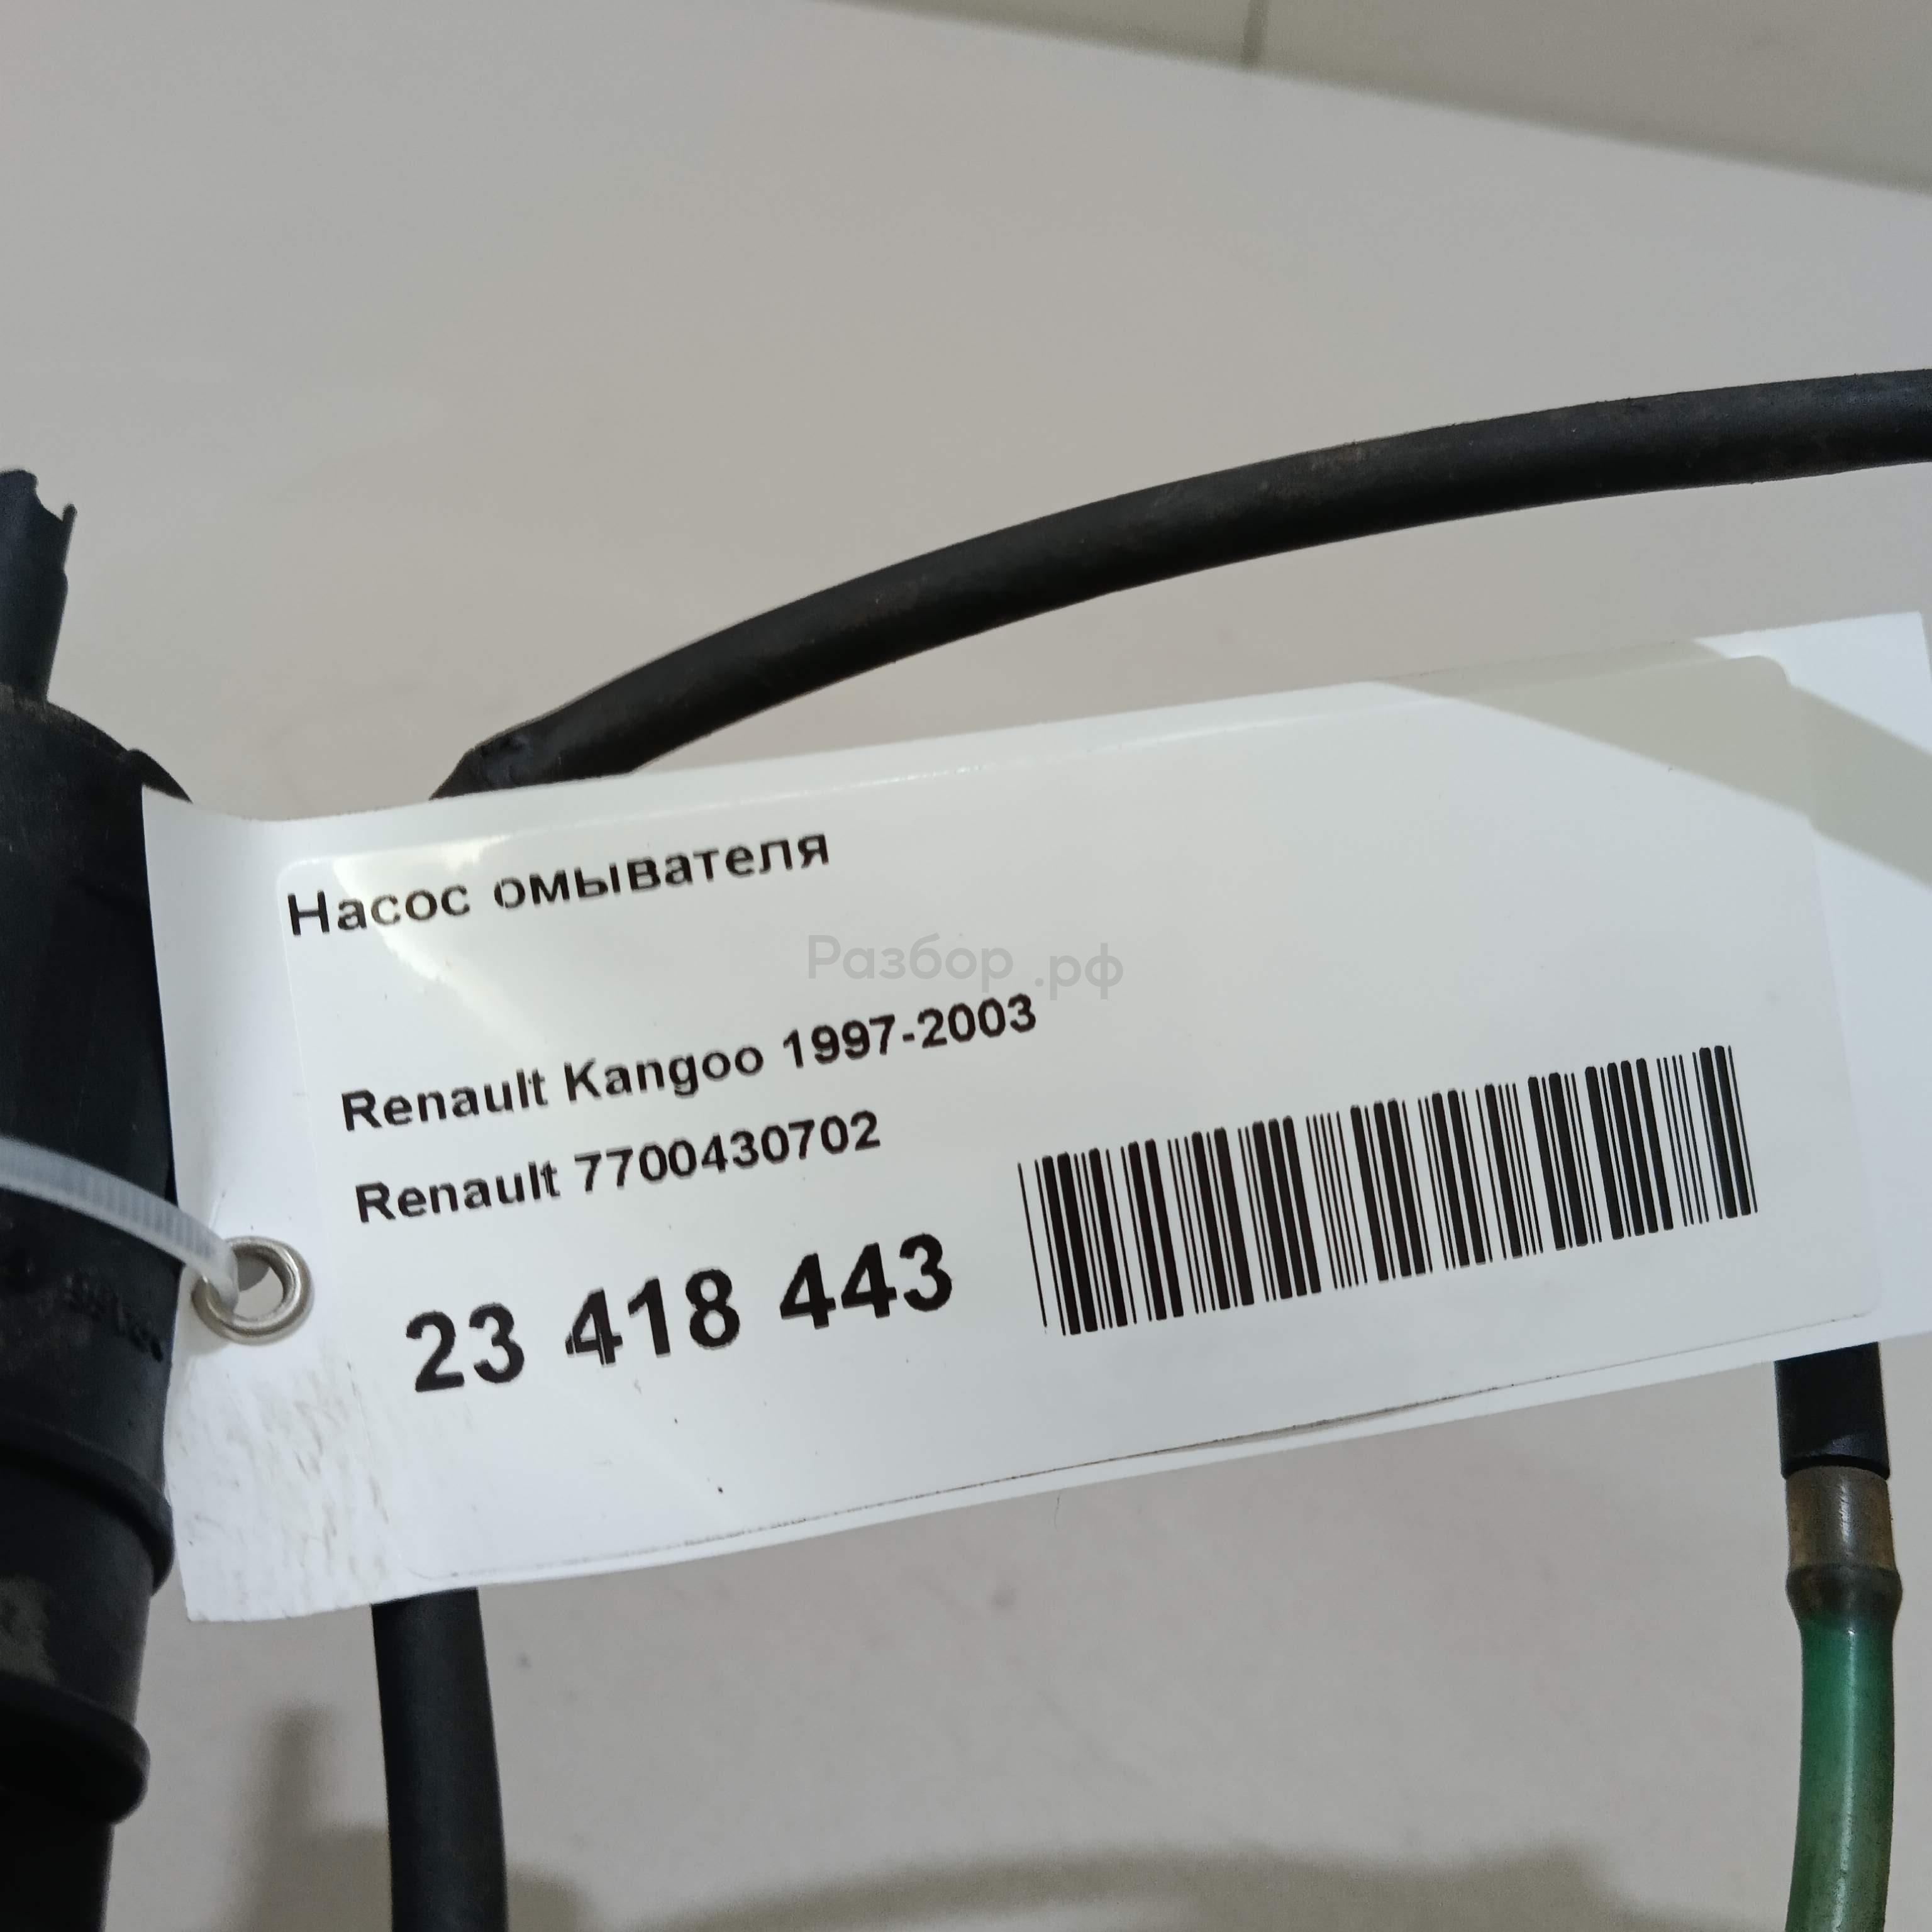 Насос омывателя
Разбор.рф
Renault Kangoo 1997-2003
Renault 7700430702
23 418 443